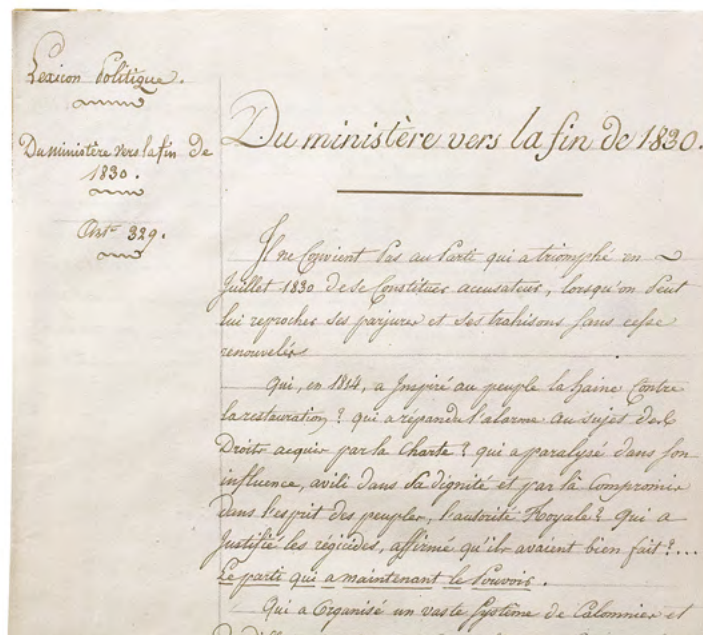 Lexicon Politique.
Du ministère vers la fin de
1830.
Art. 329.
Du ministère vers la fin de 1830.
Il ne Convient Pas au Parti qui a triomphé en
Juillet 1830 de se Constituer accusateur, lorsqu'on Peut
lui reprocher ses parjures et ses trahisons sans cesse
renouvelés
Qui, en 1814, a Inspiré au peuple la haine Contre
la restauration ? qui a répandu l'alarme au sujet des
Droits acquis par la Charte ? qui a paralysé dans son
influence, avili dans Sa dignité et par là Compromis
dans l'esprit des peuples, l'autorité Royale ? Qui a
Justifié les régicides, affirmé qu'ils avaient bien fait ?...
Le parti qui a maintenant le Pouvoir.
Qui a Organisé un vaste Système de Calomnies et